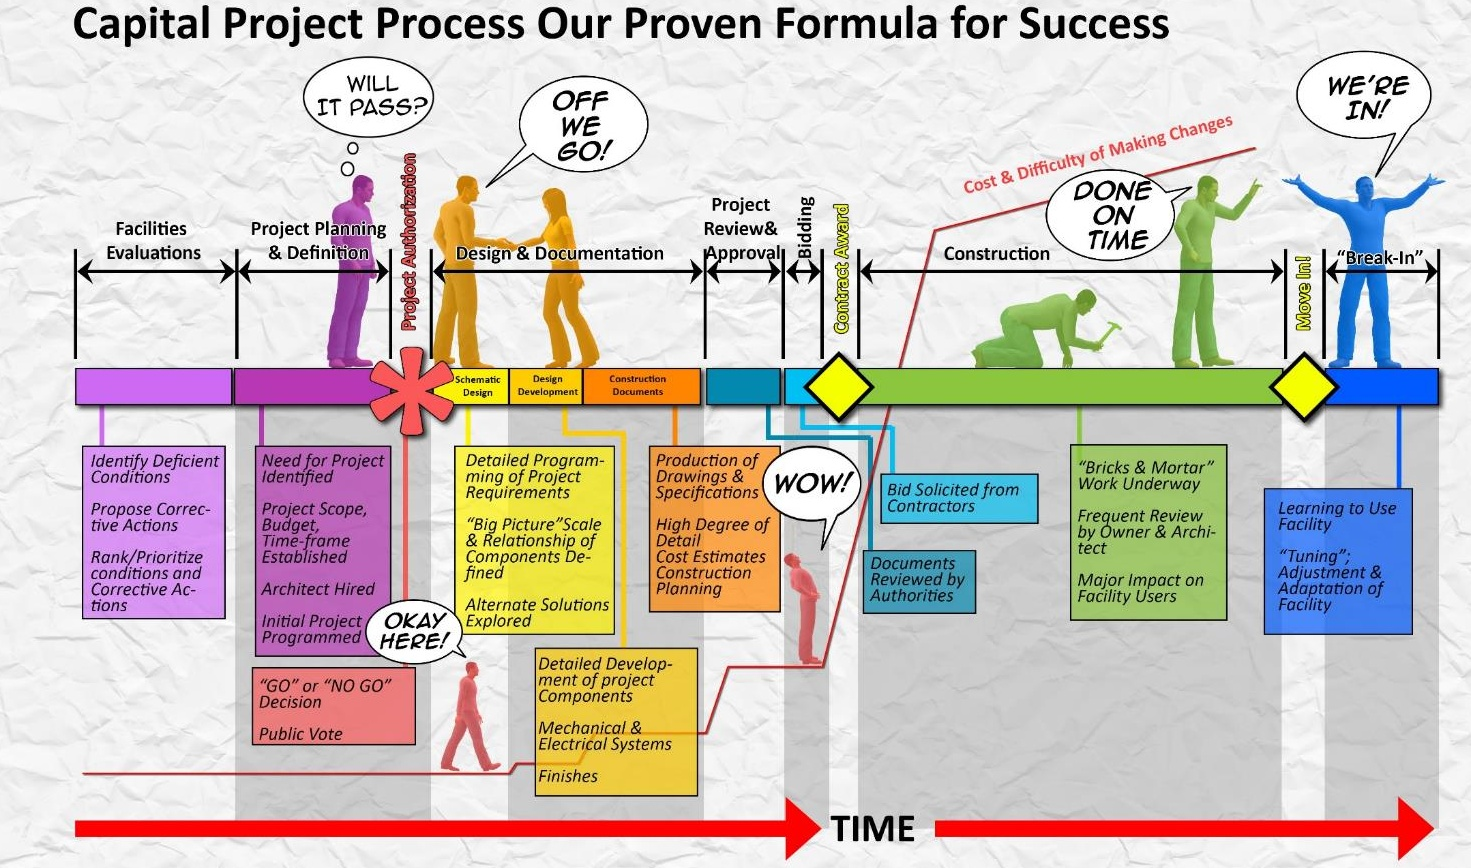 Capital Project Process Our Proven Formula for Success
WILL
IT PASS?
OFF
WE
GO!
WE'RE
IN!
Cost & Difficulty of Making Changes
DONE
ON
TIME
Facilities
Evaluations
Project Planning
& Definition
Project Authorization
Design & Documentation
Project
Review&
Approval
Bidding
Contract Award
Construction
Move In!
“Break-In”
Schematic
Design
Design
Development
Construction
Documents
Identify Deficient
Conditions
Propose Correc-
tive Actions
Rank/Prioritize
conditions and
Corrective Ac-
tions
Need for Project
Identified
Project Scope,
Budget,
Time-frame
Established
Architect Hired
Initial Project
Programmed
“GO” or “NO GO”
Decision
Public Vote
OKAY
HERE!
Detailed Program-
ming of Project
Requirements
“Big Picture”Scale
& Relationship of
Components De-
fined
Alternate Solutions
Explored
Detailed Develop-
ment of project
Components
Mechanical &
Electrical Systems
Finishes
Production of
Drawings &
Specifications
High Degree of
Detail
Cost Estimates
Construction
Planning
WOW!
Bid Solicited from
Contractors
Documents
Reviewed by
Authorities
“Bricks & Mortar”
Work Underway
Frequent Review
by Owner & Archi-
tect
Major Impact on
Facility Users
Learning to Use
Facility
“Tuning”;
Adjustment &
Adaptation of
Facility
TIME